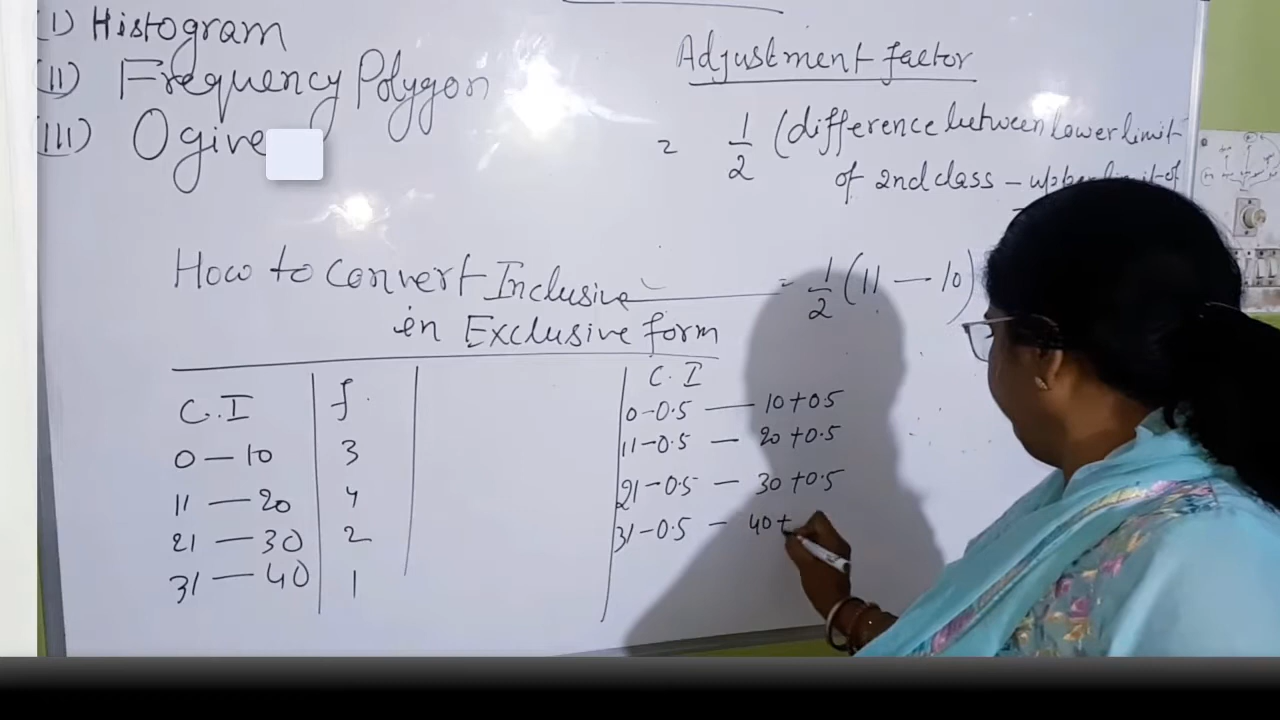 (I) Histogram
(II) Frequency Polygon
(III) Ogive
Adjustment factor
= 1/2 (difference between lower limit
of 2nd class – upper limit of
= 1/2 (11 — 10)
How to convert Inclusive
in Exclusive form
C.I f. C.I
0 — 10 3 0-0.5 — 10+0.5
11 — 20 4 11-0.5 — 20+0.5
21 — 30 2 21-0.5 — 30+0.5
31 — 40 1 31-0.5 — 40+